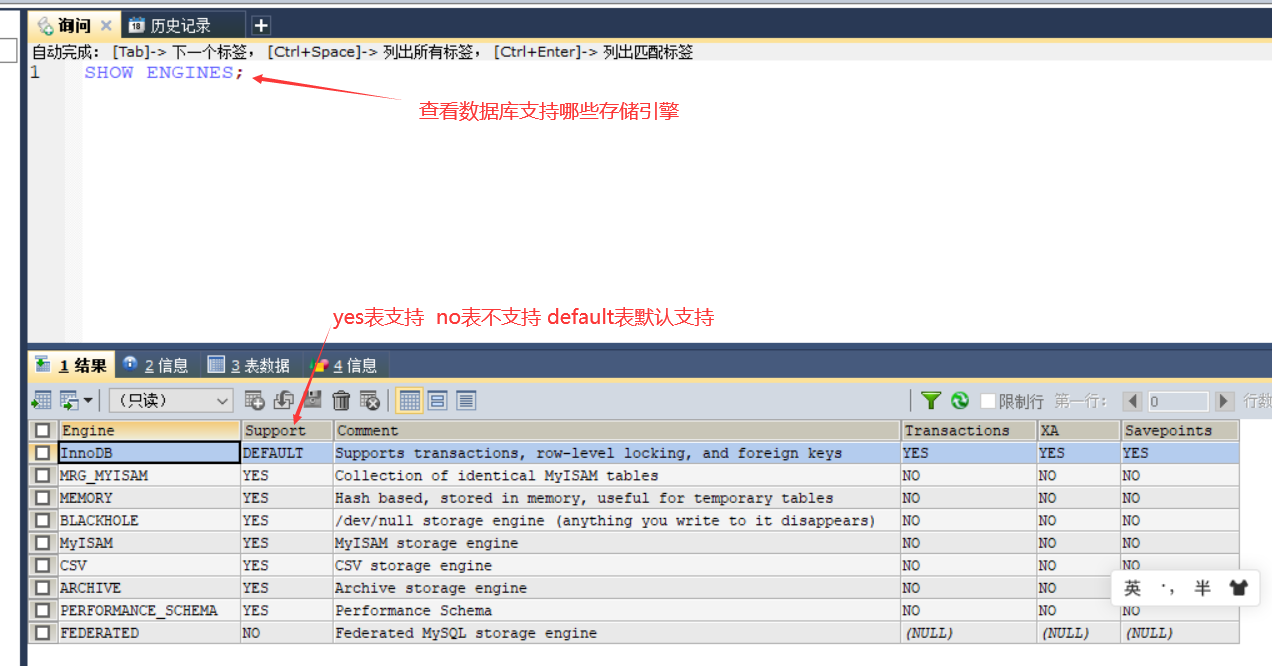 询问 历史记录
自动完成: [Tab]-> 下一个标签， [Ctrl+Space]-> 列出所有标签， [Ctrl+Enter]-> 列出匹配标签
1 SHOW ENGINES;
查看数据库支持哪些存储引擎
yes表支持 no表不支持 default表默认支持
1 结果 2 信息 3 表数据 4 信息
（只读） 限制行 第一行: 0 行数
Engine Support Comment Transactions XA Savepoints
InnoDB DEFAULT Supports transactions, row-level locking, and foreign keys YES YES YES
MRG_MYISAM YES Collection of identical MyISAM tables NO NO NO
MEMORY YES Hash based, stored in memory, useful for temporary tables NO NO NO
BLACKHOLE YES /dev/null storage engine (anything you write to it disappears) NO NO NO
MyISAM YES MyISAM storage engine NO NO NO
CSV YES CSV storage engine NO NO NO
ARCHIVE YES Archive storage engine NO NO
英 半
PERFORMANCE_SCHEMA YES Performance Schema NO NO NO
FEDERATED NO Federated MySQL storage engine (NULL) (NULL) (NULL)